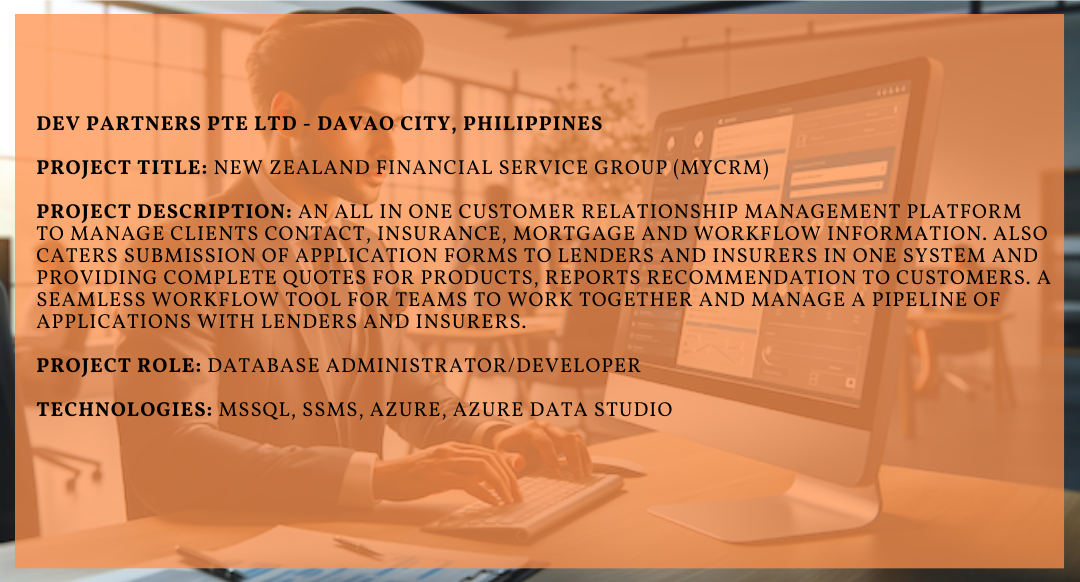 DEV PARTNERS PTE LTD - DAVAO CITY, PHILIPPINES
PROJECT TITLE: NEW ZEALAND FINANCIAL SERVICE GROUP (MYCRM)
PROJECT DESCRIPTION: AN ALL IN ONE CUSTOMER RELATIONSHIP MANAGEMENT PLATFORM
TO MANAGE CLIENTS CONTACT, INSURANCE, MORTGAGE AND WORKFLOW INFORMATION. ALSO
CATERS SUBMISSION OF APPLICATION FORMS TO LENDERS AND INSURERS IN ONE SYSTEM AND
PROVIDING COMPLETE QUOTES FOR PRODUCTS, REPORTS RECOMMENDATION TO CUSTOMERS. A
SEAMLESS WORKFLOW TOOL FOR TEAMS TO WORK TOGETHER AND MANAGE A PIPELINE OF
APPLICATIONS WITH LENDERS AND INSURERS.
PROJECT ROLE: DATABASE ADMINISTRATOR/DEVELOPER
TECHNOLOGIES: MSSQL, SSMS, AZURE, AZURE DATA STUDIO